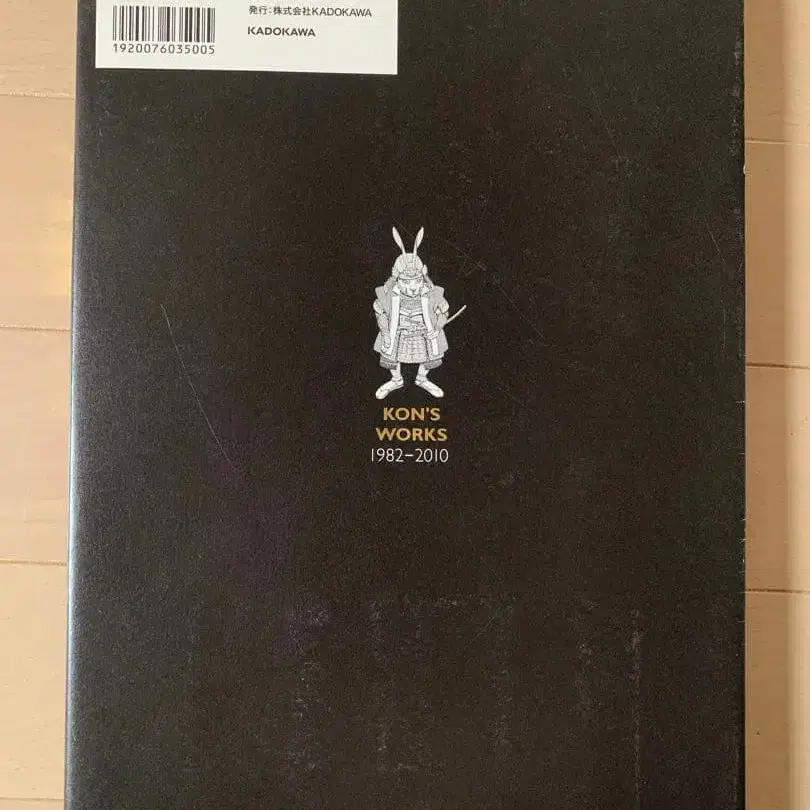 発行:株式会社KADOKAWA
KADOKAWA
1920076035005
KON'S
WORKS
1982-2010